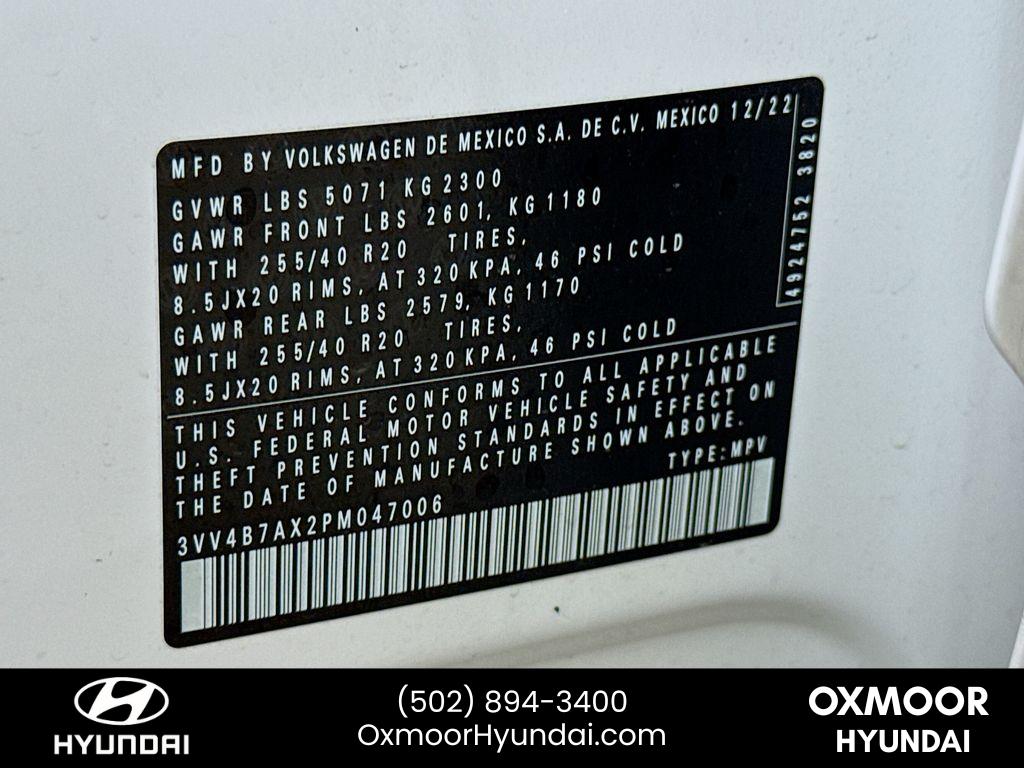 MFD BY VOLKSWAGEN DE MEXICO S.A. DE C.V. MEXICO 12/22
GVWR LBS 5071 KG 2300
GAWR FRONT LBS 2601, KG 1180
WITH 255/40 R20 TIRES,
8.5JX20 RIMS, AT 320 KPA, 46 PSI COLD
GAWR REAR LBS 2579, KG 1170
WITH 255/40 R20 TIRES,
8.5JX20 RIMS, AT 320 KPA, 46 PSI COLD
4924752 3820
THIS VEHICLE CONFORMS TO ALL APPLICABLE
U.S. FEDERAL MOTOR VEHICLE SAFETY AND
THEFT PREVENTION STANDARDS IN EFFECT ON
THE DATE OF MANUFACTURE SHOWN ABOVE.
TYPE: MPV
3VV4B7AX2PM047006
HYUNDAI
(502) 894-3400
OxmoorHyundai.com
OXMOOR
HYUNDAI